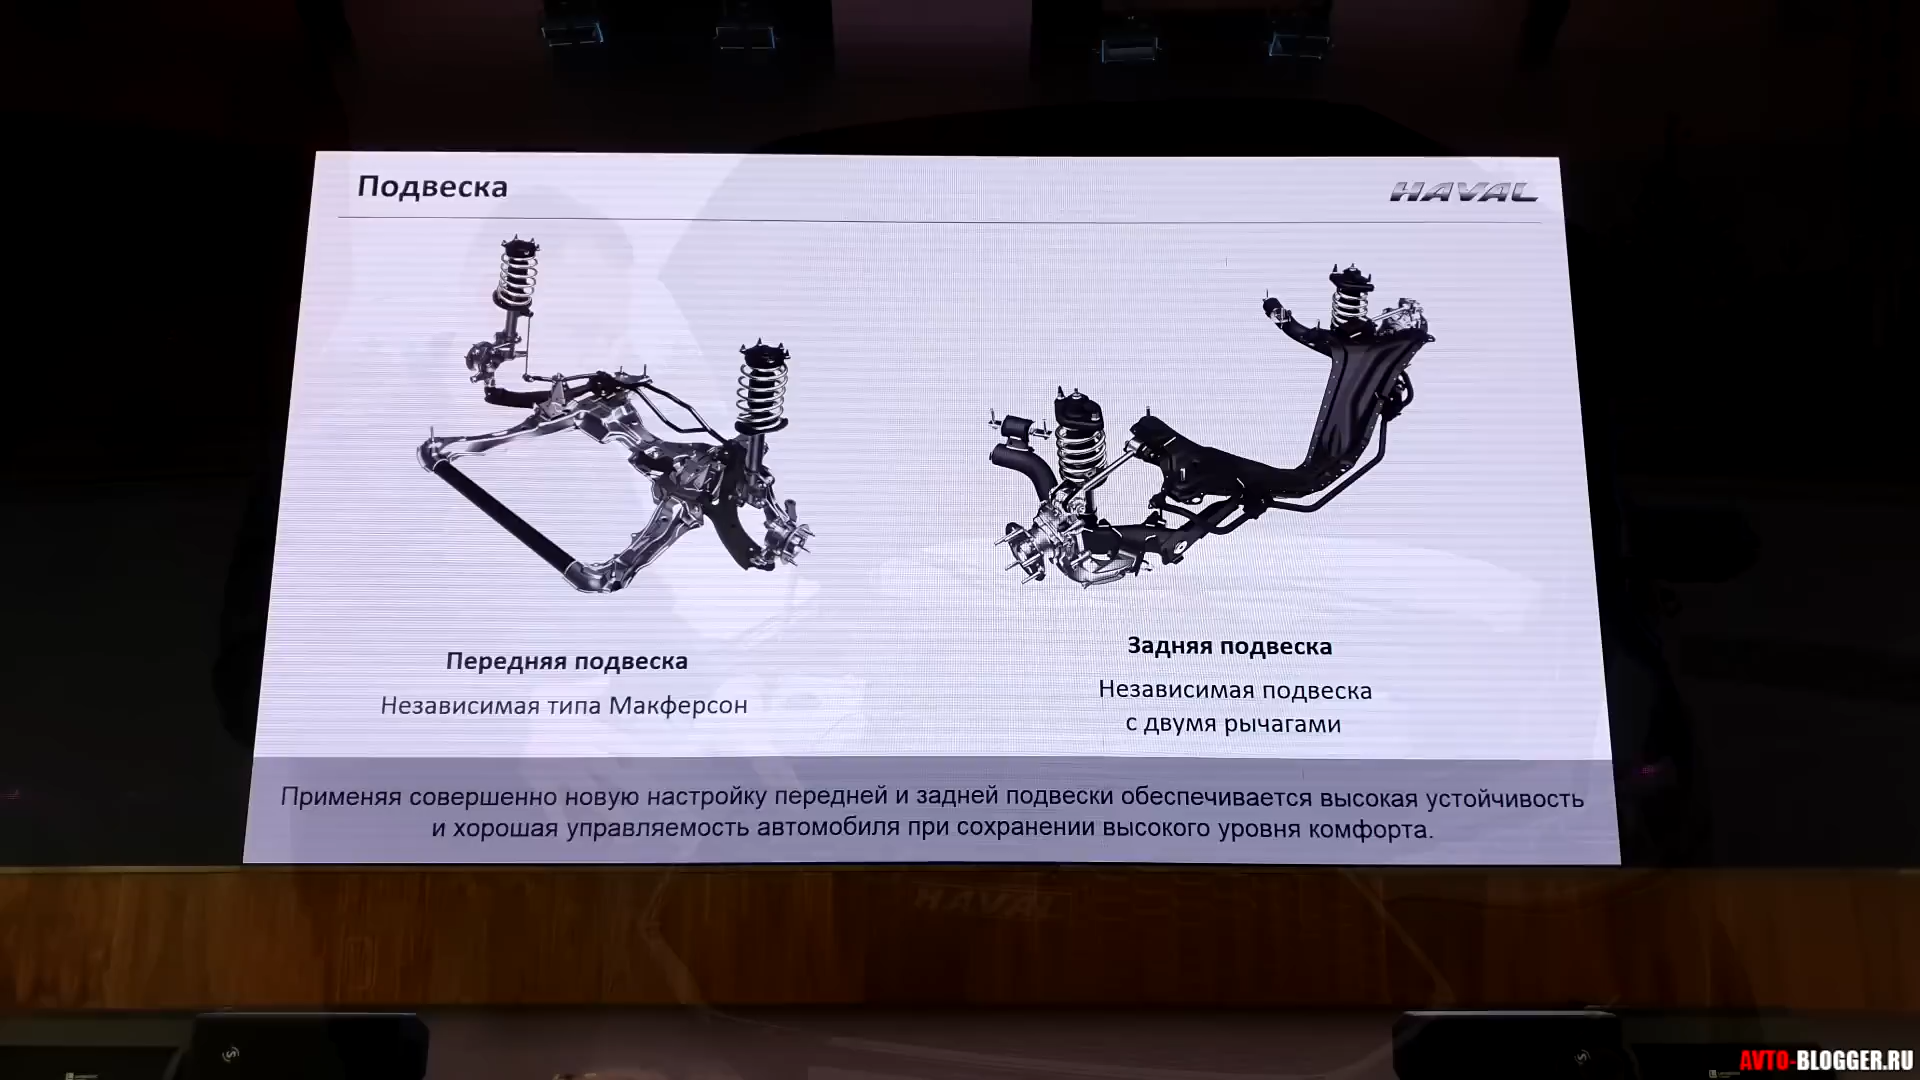 Подвеска
HAVAL
Передняя подвеска
Независимая типа Макферсон
Задняя подвеска
Независимая подвеска
с двумя рычагами
Применяя совершенно новую настройку передней и задней подвески обеспечивается высокая устойчивость
и хорошая управляемость автомобиля при сохранении высокого уровня комфорта.
HAVAL
AVTO-BLOGGER.RU